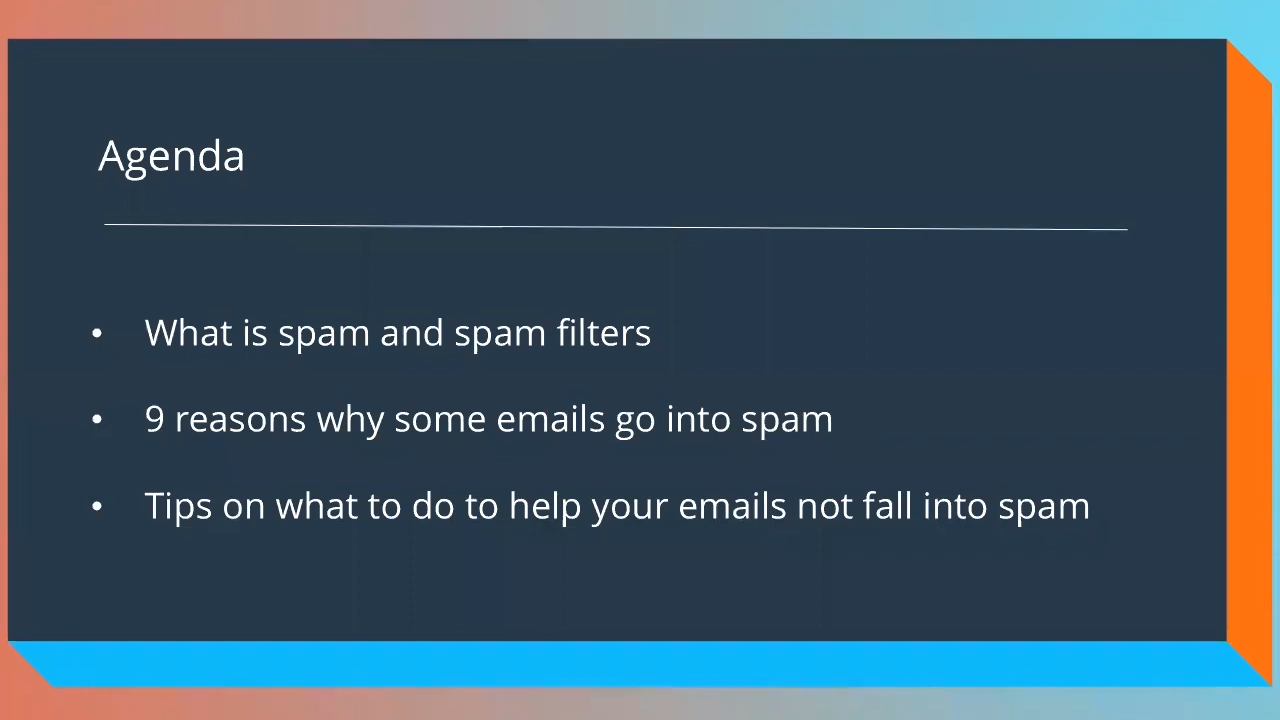 Agenda
• What is spam and spam filters
• 9 reasons why some emails go into spam
• Tips on what to do to help your emails not fall into spam